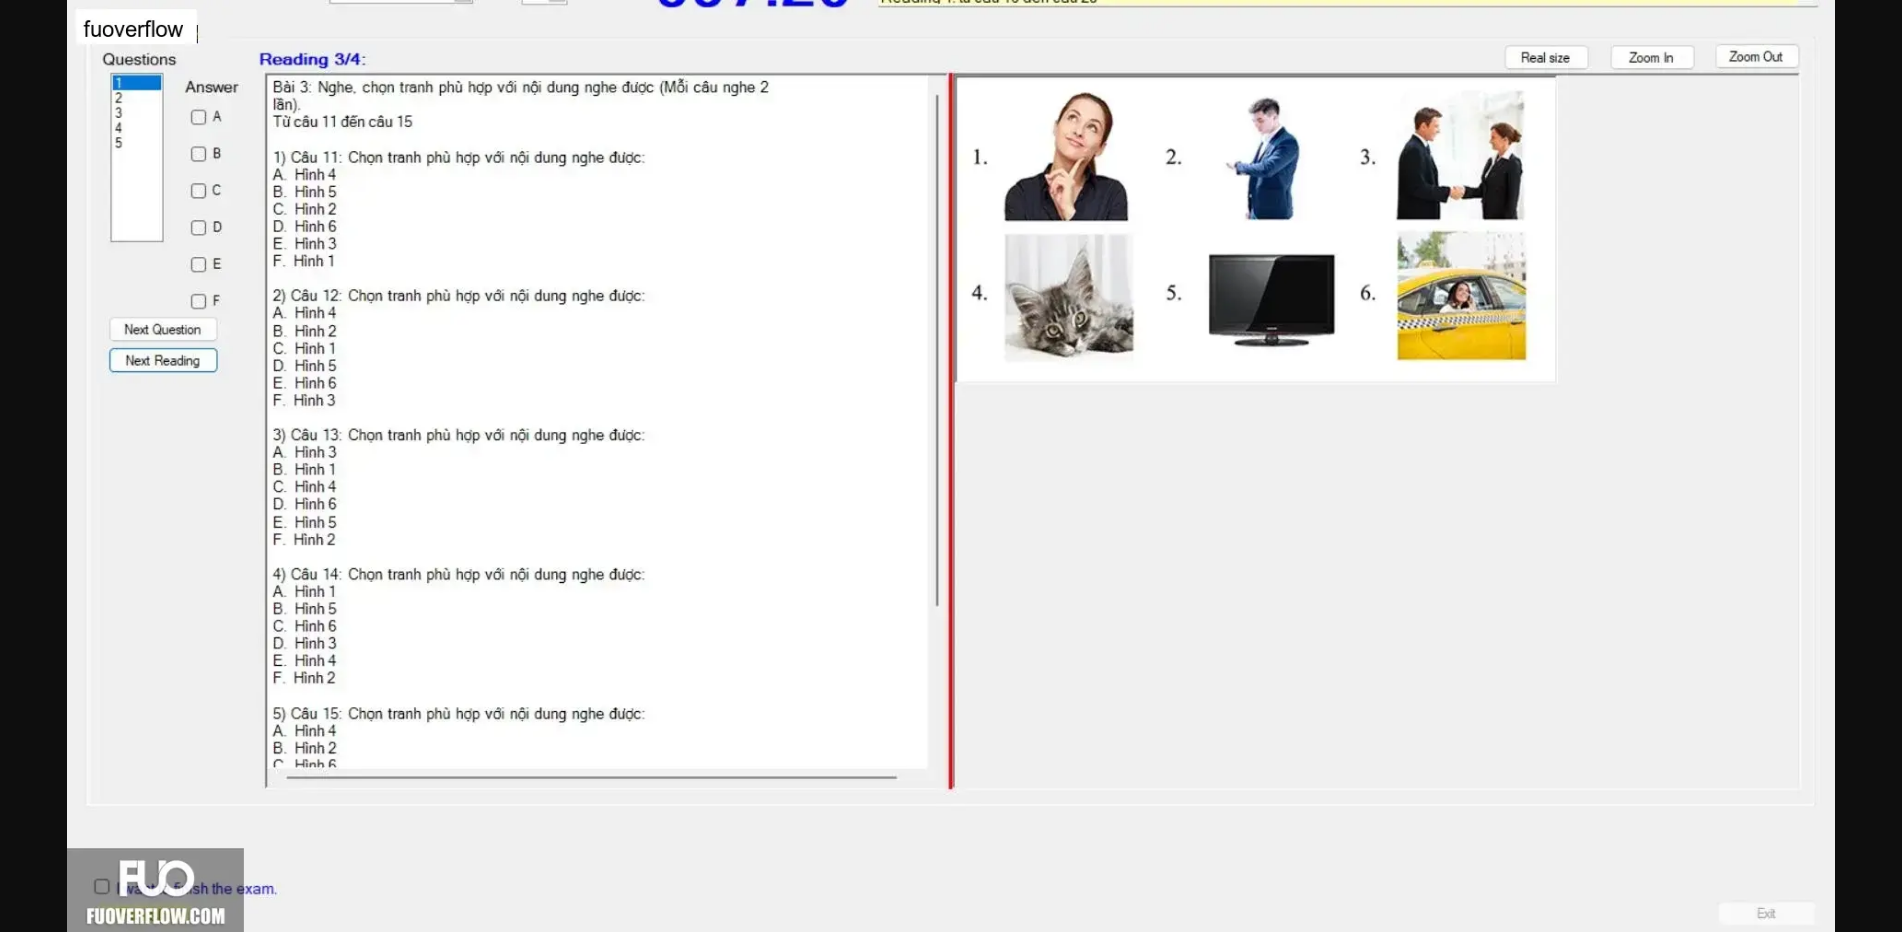 fuoverflow
Questions
Reading 3/4:
Real size
Zoom In
Zoom Out
1
2
3
4
5
Answer
A
B
C
D
E
F
Next Question
Next Reading
Bài 3: Nghe, chọn tranh phù hợp với nội dung nghe được (Mỗi câu nghe 2
lần).
Từ câu 11 đến câu 15
1) Câu 11: Chọn tranh phù hợp với nội dung nghe được:
A. Hình 4
B. Hình 5
C. Hình 2
D. Hình 6
E. Hình 3
F. Hình 1
2) Câu 12: Chọn tranh phù hợp với nội dung nghe được:
A. Hình 4
B. Hình 2
C. Hình 1
D. Hình 5
E. Hình 6
F. Hình 3
3) Câu 13: Chọn tranh phù hợp với nội dung nghe được:
A. Hình 3
B. Hình 1
C. Hình 4
D. Hình 6
E. Hình 5
F. Hình 2
4) Câu 14: Chọn tranh phù hợp với nội dung nghe được:
A. Hình 1
B. Hình 5
C. Hình 6
D. Hình 3
E. Hình 4
F. Hình 2
5) Câu 15: Chọn tranh phù hợp với nội dung nghe được:
A. Hình 4
B. Hình 2
C. Hình 6
1.
2.
3.
4.
5.
6.
FUO
the exam.
FUOVERFLOW.COM
Exit